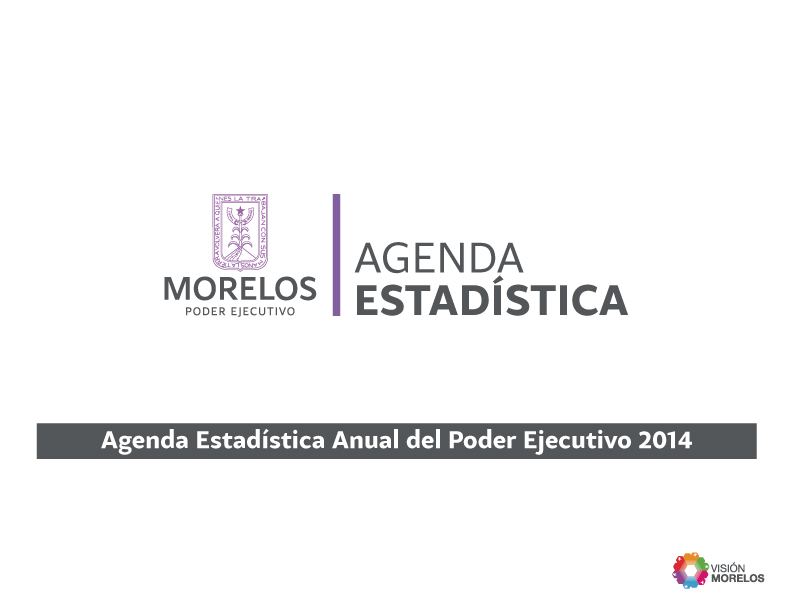 MORELOS
PODER EJECUTIVO
AGENDA
ESTADÍSTICA
Agenda Estadística Anual del Poder Ejecutivo 2014
VISIÓN
MORELOS